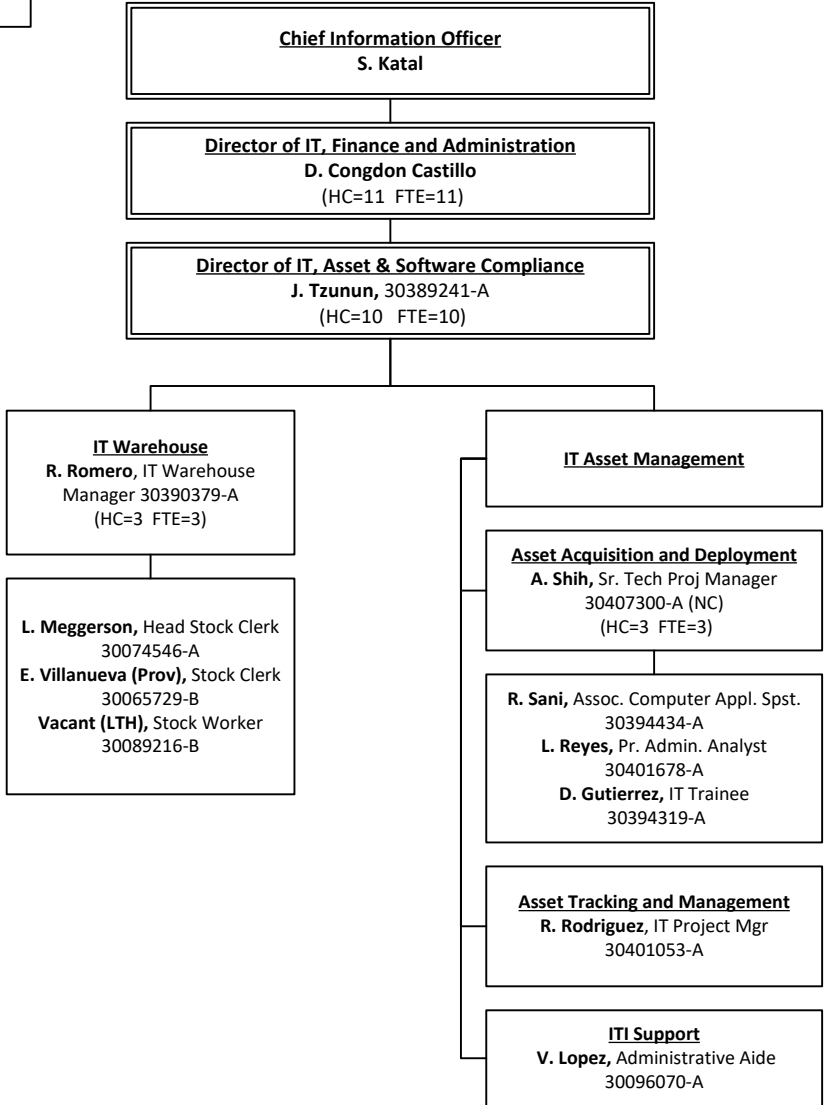 Chief Information Officer
S. Katal
Director of IT, Finance and Administration
D. Congdon Castillo
(HC=11 FTE=11)
Director of IT, Asset & Software Compliance
J. Tzunun, 30389241-A
(HC=10 FTE=10)
IT Warehouse
R. Romero, IT Warehouse
Manager 30390379-A
(HC=3 FTE=3)
L. Meggerson, Head Stock Clerk
30074546-A
E. Villanueva (Prov), Stock Clerk
30065729-B
Vacant (LTH), Stock Worker
30089216-B
IT Asset Management
Asset Acquisition and Deployment
A. Shih, Sr. Tech Proj Manager
30407300-A (NC)
(HC=3 FTE=3)
R. Sani, Assoc. Computer Appl. Spst.
30394434-A
L. Reyes, Pr. Admin. Analyst
30401678-A
D. Gutierrez, IT Trainee
30394319-A
Asset Tracking and Management
R. Rodriguez, IT Project Mgr
30401053-A
ITI Support
V. Lopez, Administrative Aide
30096070-A